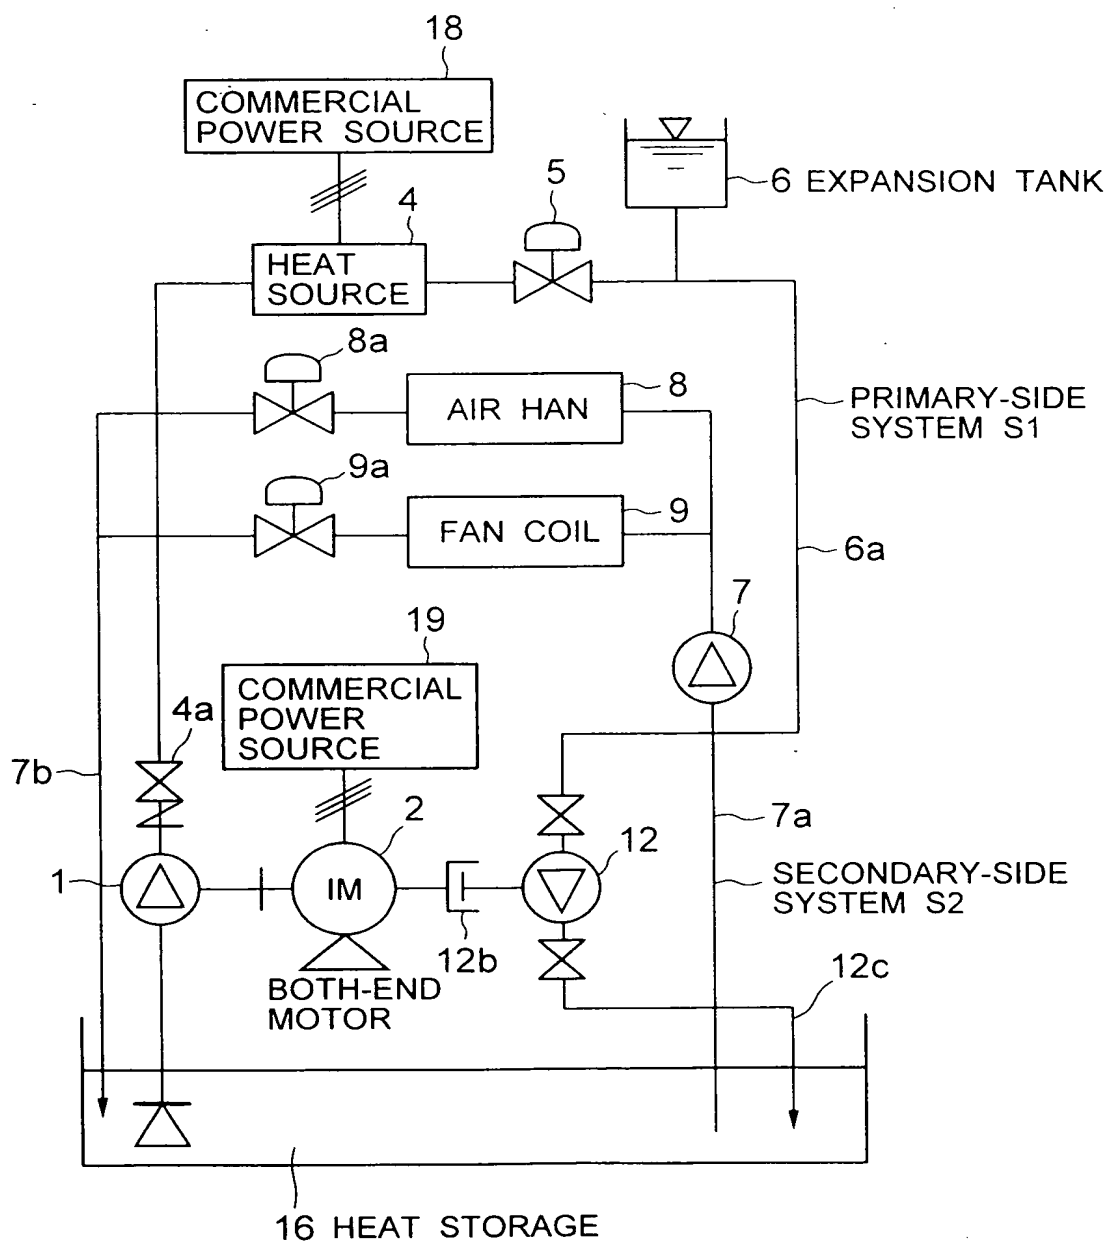 18
COMMERCIAL
POWER SOURCE
5
6 EXPANSION TANK
4
HEAT
SOURCE
8a
8
AIR HAN
PRIMARY-SIDE
SYSTEM S1
9a
9
FAN COIL
6a
7
19
COMMERCIAL
POWER
SOURCE
4a
7b
2
7a
12
1
IM
SECONDARY-SIDE
SYSTEM S2
12b
12c
BOTH-END
MOTOR
16 HEAT STORAGE